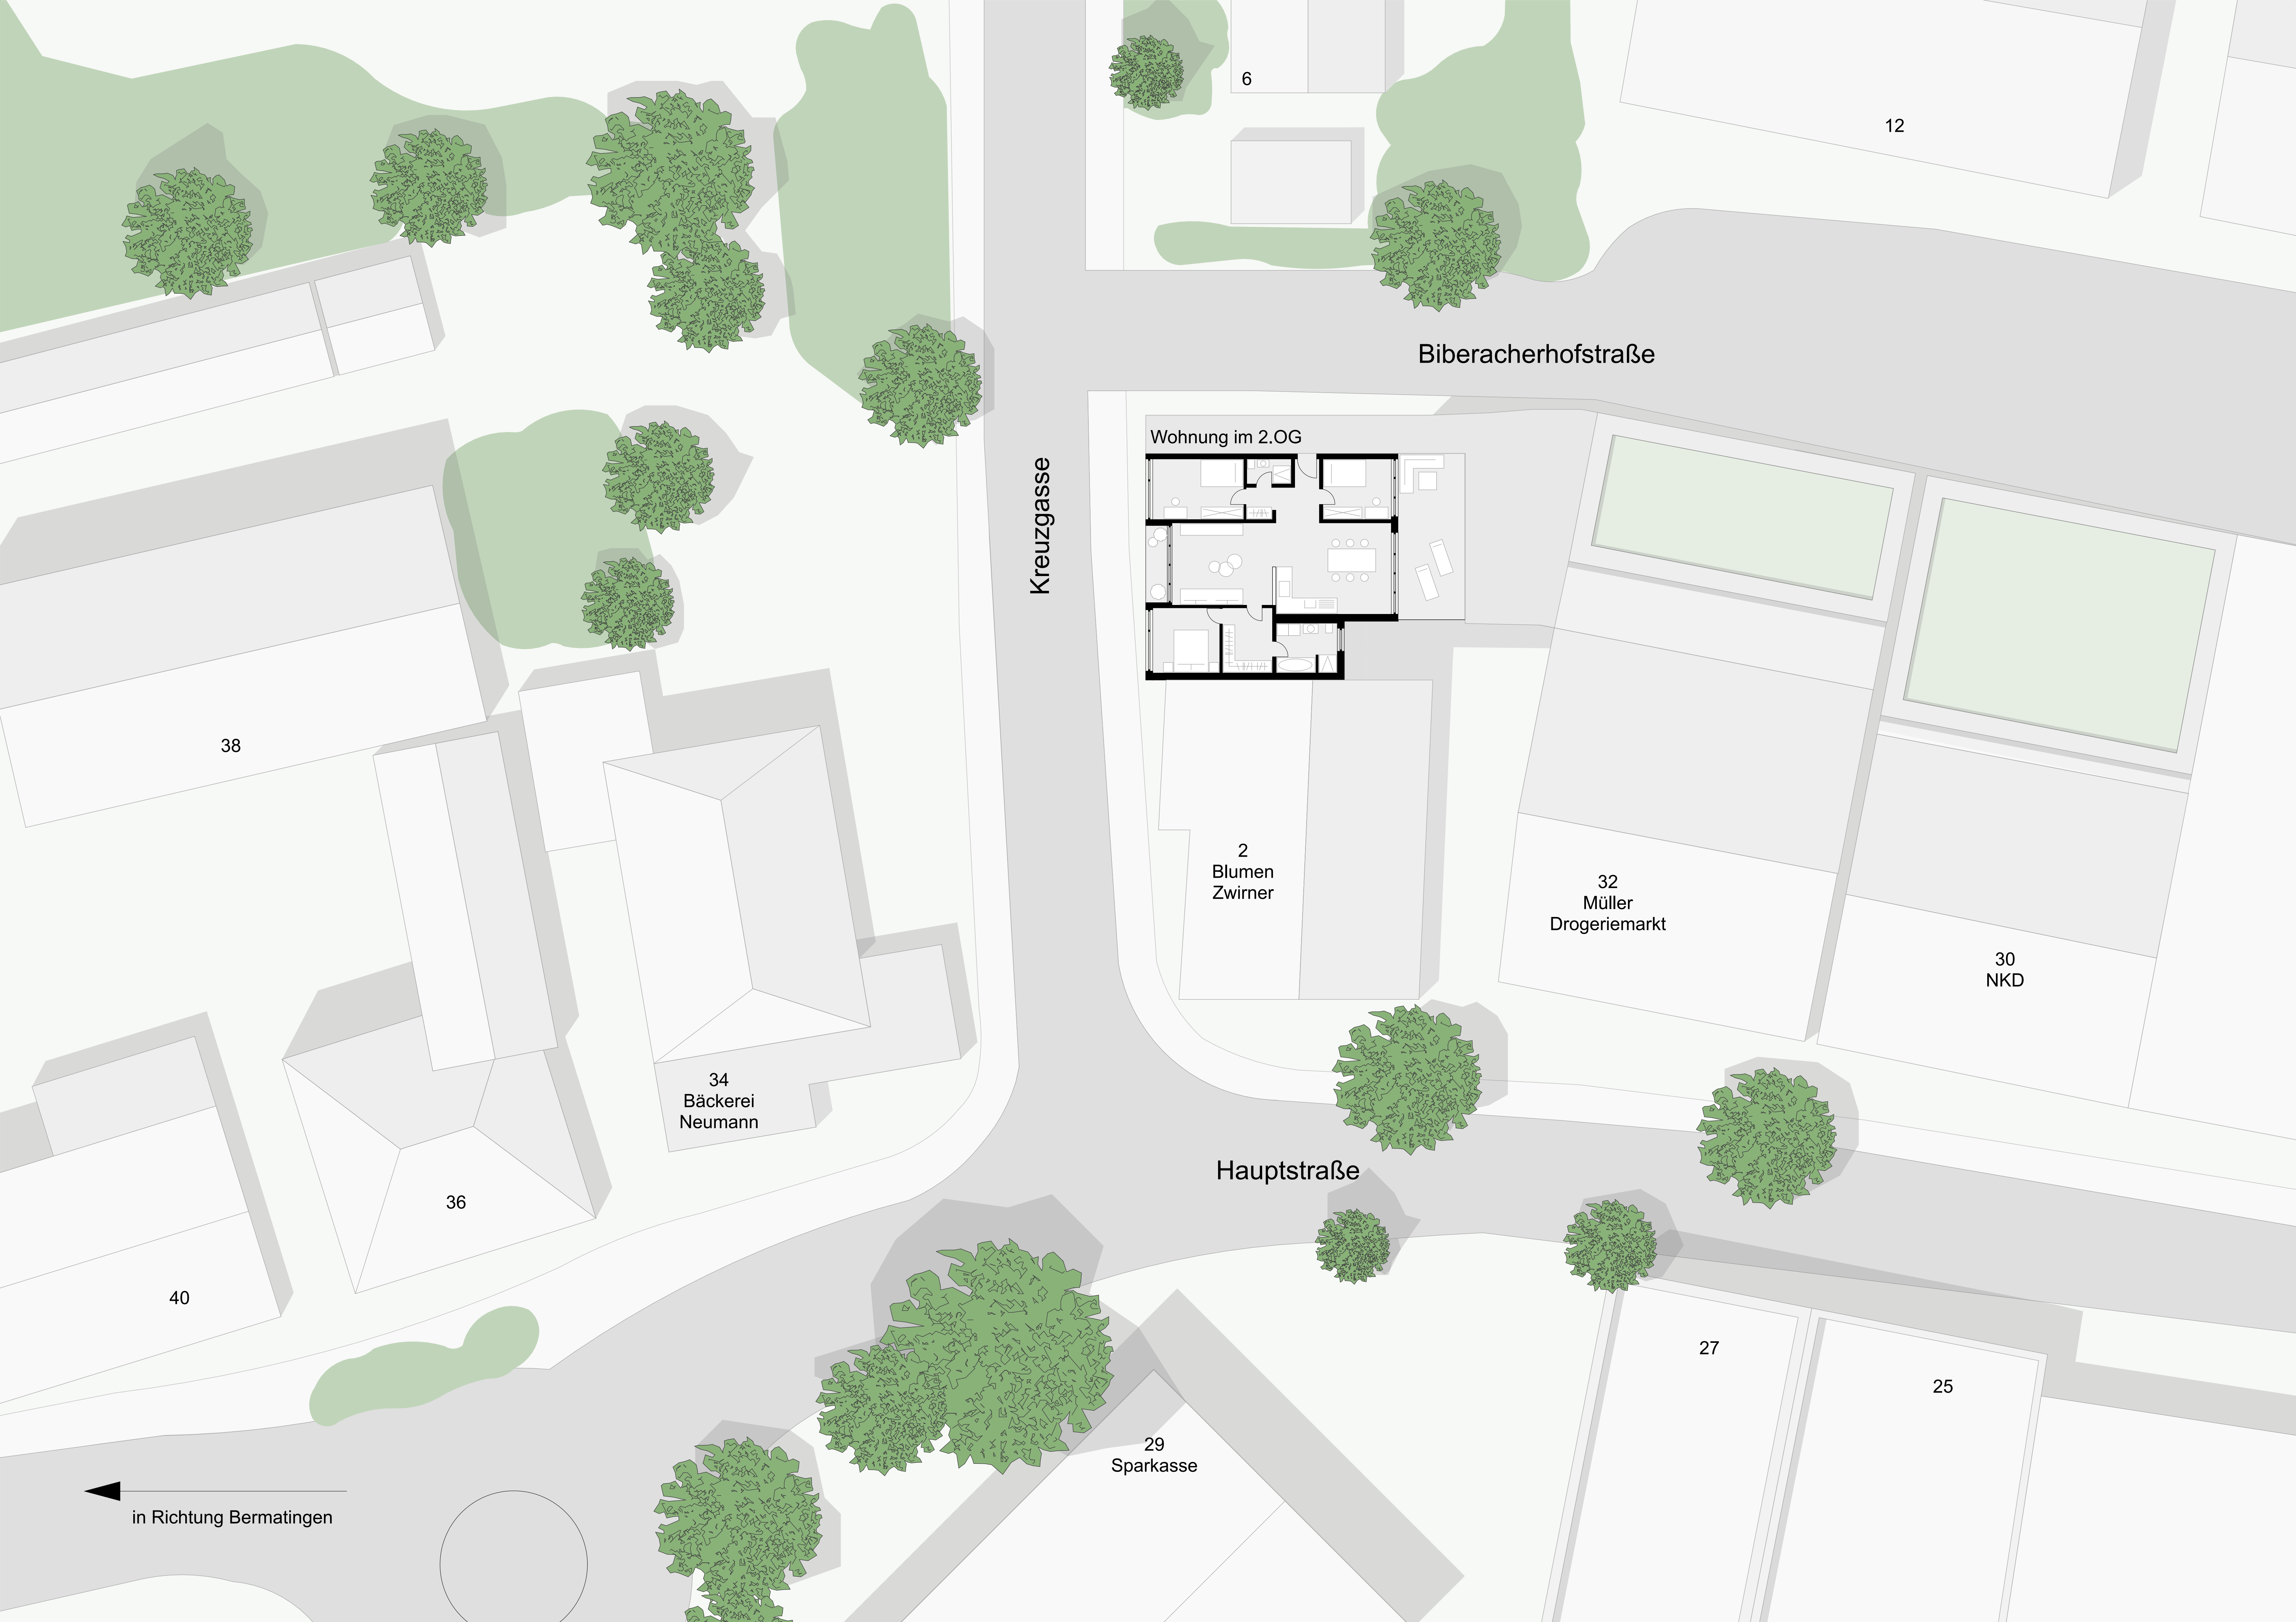 6
12
Biberacherhofstraße
Wohnung im 2.OG
Kreuzgasse
38
2
Blumen
Zwirner
32
Müller
Drogeriemarkt
30
NKD
34
Bäckerei
Neumann
Hauptstraße
36
40
27
25
29
Sparkasse
in Richtung Bermatingen